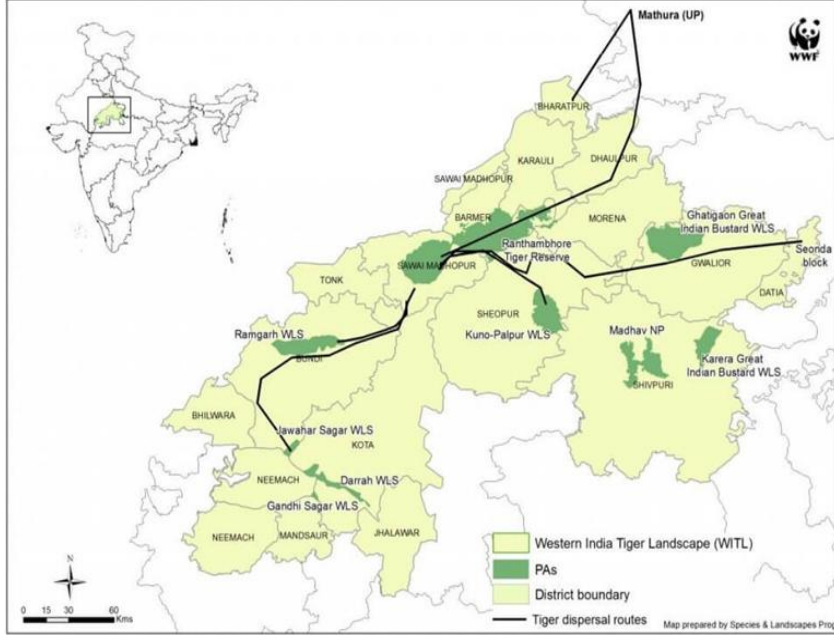 Mathura (UP)
WWF
BHARATPUR
KARAULI
DHAULPUR
SAWAI MADHOPUR
BARMER
MORENA
Ghatigaon Great
Indian Bustard WLS
Ranthambhore
Tiger Reserve
Seonda
block
SAWAI MADHOPUR
GWALIOR
TONK
DATIA
SHEOPUR
Ramgarh WLS
Kuno-Palpur WLS
Madhav NP
BUNDI
Karera Great
Indian Bustard WLS
SHIVPURI
BHILWARA
Jawahar Sagar WLS
KOTA
NEEMACH
Darrah WLS
Gandhi Sagar WLS
NEEMACH
MANDSAUR
JHALAWAR
Western India Tiger Landscape (WITL)
PAs
District boundary
Tiger dispersal routes
N
0 15 30 60
Kms
Map prepared by Species & Landscapes Prog